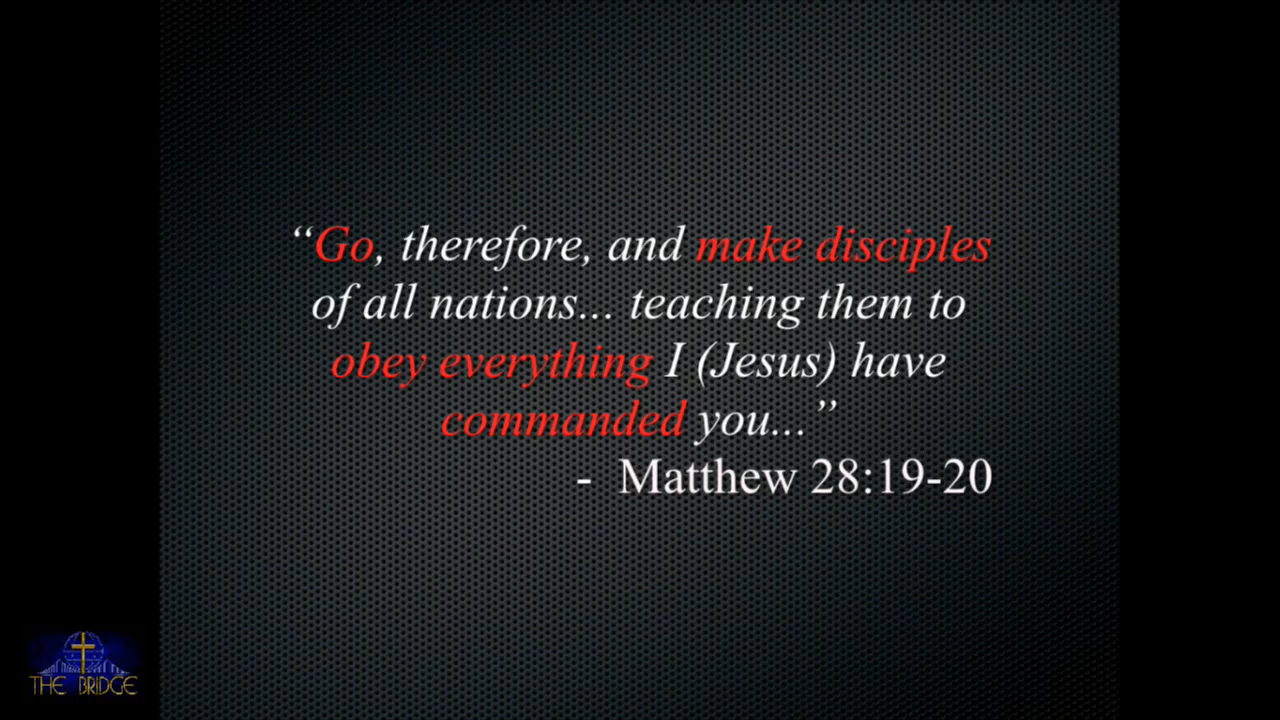 “Go, therefore, and make disciples
of all nations... teaching them to
obey everything I (Jesus) have
commanded you...”
- Matthew 28:19-20
THE BRIDGE